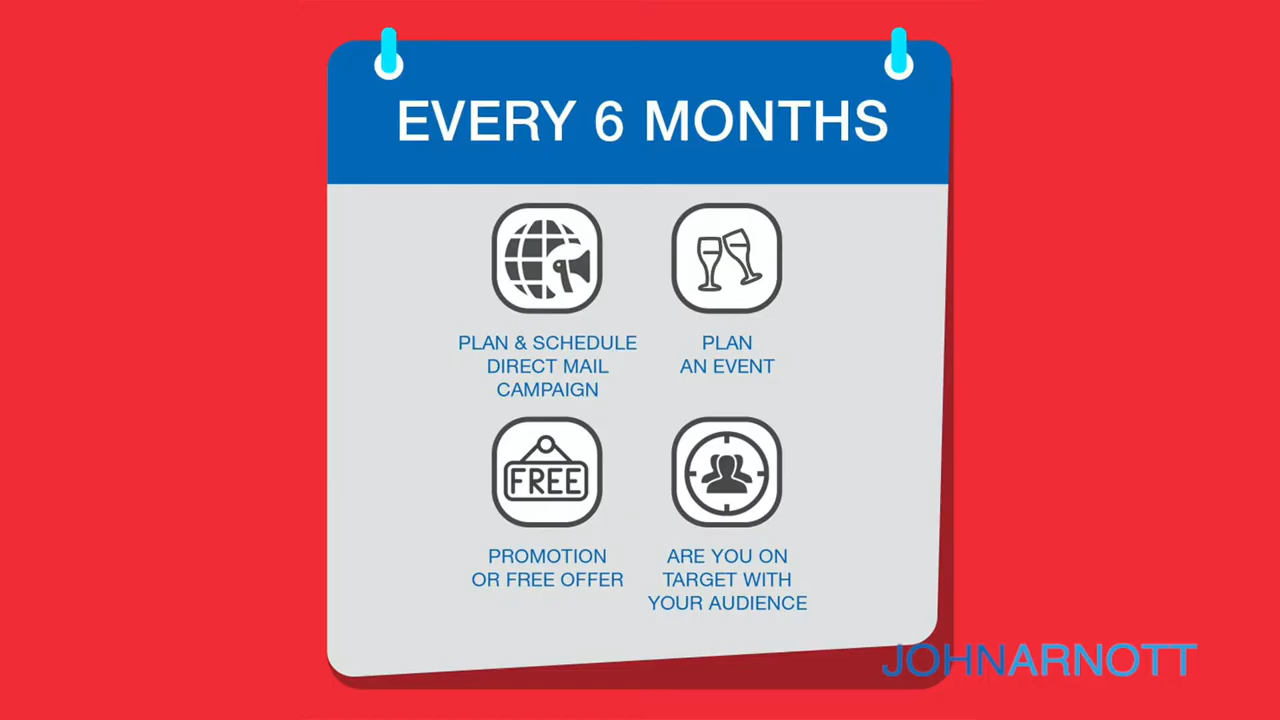 EVERY 6 MONTHS
PLAN & SCHEDULE
DIRECT MAIL
CAMPAIGN
PLAN
AN EVENT
FREE
PROMOTION
OR FREE OFFER
ARE YOU ON
TARGET WITH
YOUR AUDIENCE
JOHNARNOTT